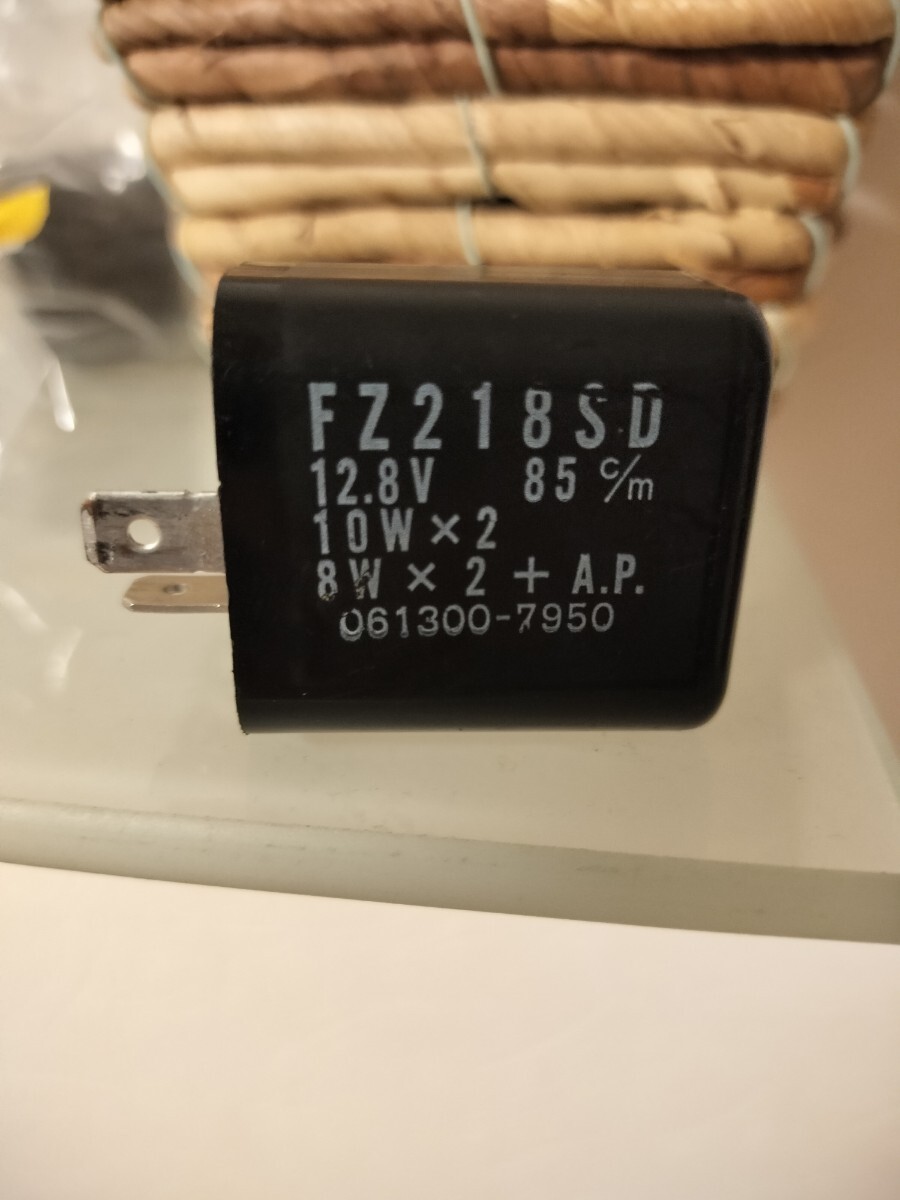 FZ218SD
12.8V 85 c/m
10W×2
8W × 2 + A.P.
061300-7950